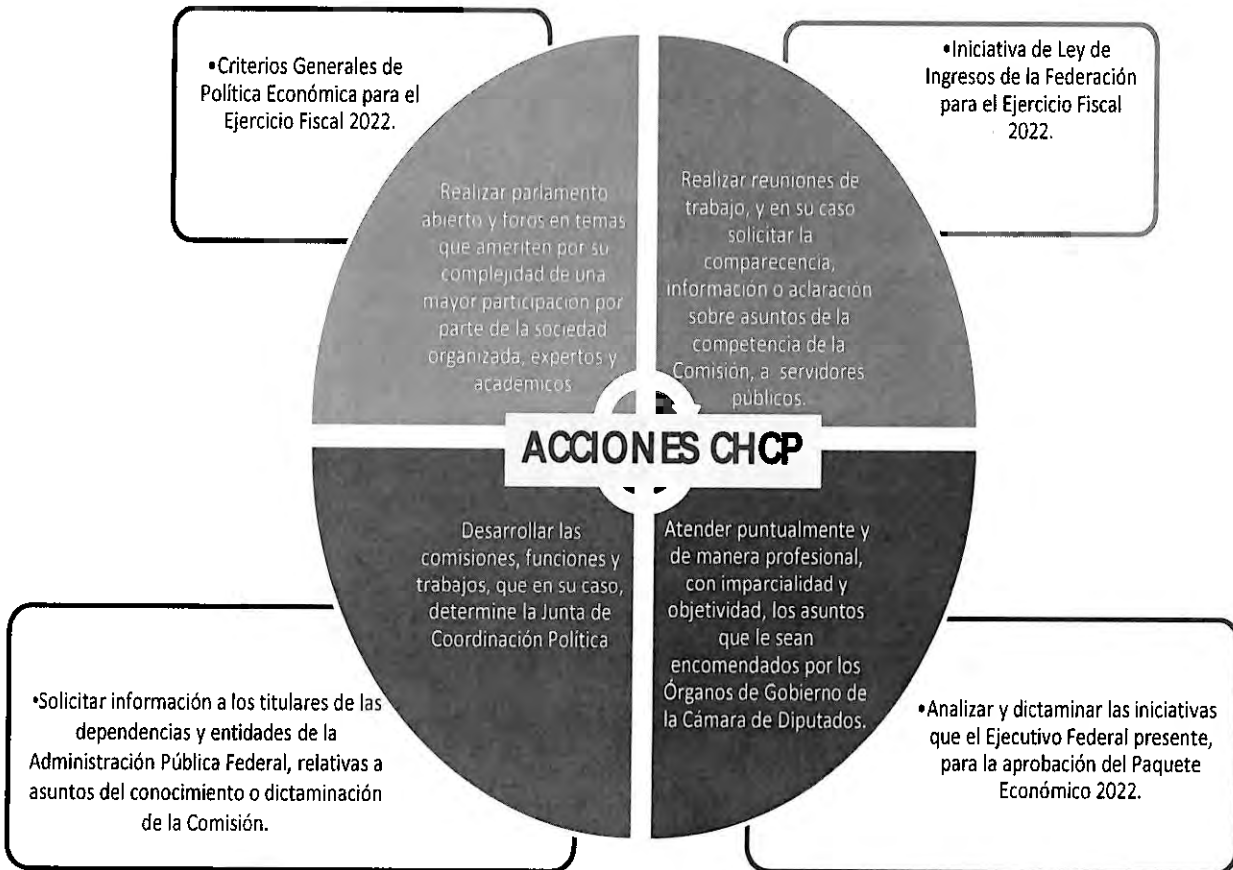 •Criterios Generales de
Política Económica para el
Ejercicio Fiscal 2022.
•Iniciativa de Ley de
Ingresos de la Federación
para el Ejercicio Fiscal
2022.
Realizar parlamento
abierto y foros en temas
que ameriten por su
complejidad de una
mayor participación por
parte de la sociedad
organizada, expertos y
académicos
Realizar reuniones de
trabajo, y en su caso
solicitar la
comparecencia,
información o aclaración
sobre asuntos de la
competencia de la
Comisión, a servidores
públicos.
ACCIONES CHCP
Desarrollar las
comisiones, funciones y
trabajos, que en su caso,
determine la Junta de
Coordinación Política
Atender puntualmente y
de manera profesional,
con imparcialidad y
objetividad, los asuntos
que le sean
encomendados por los
Órganos de Gobierno de
la Cámara de Diputados.
•Solicitar información a los titulares de las
dependencias y entidades de la
Administración Pública Federal, relativas a
asuntos del conocimiento o dictaminación
de la Comisión.
•Analizar y dictaminar las iniciativas
que el Ejecutivo Federal presente,
para la aprobación del Paquete
Económico 2022.